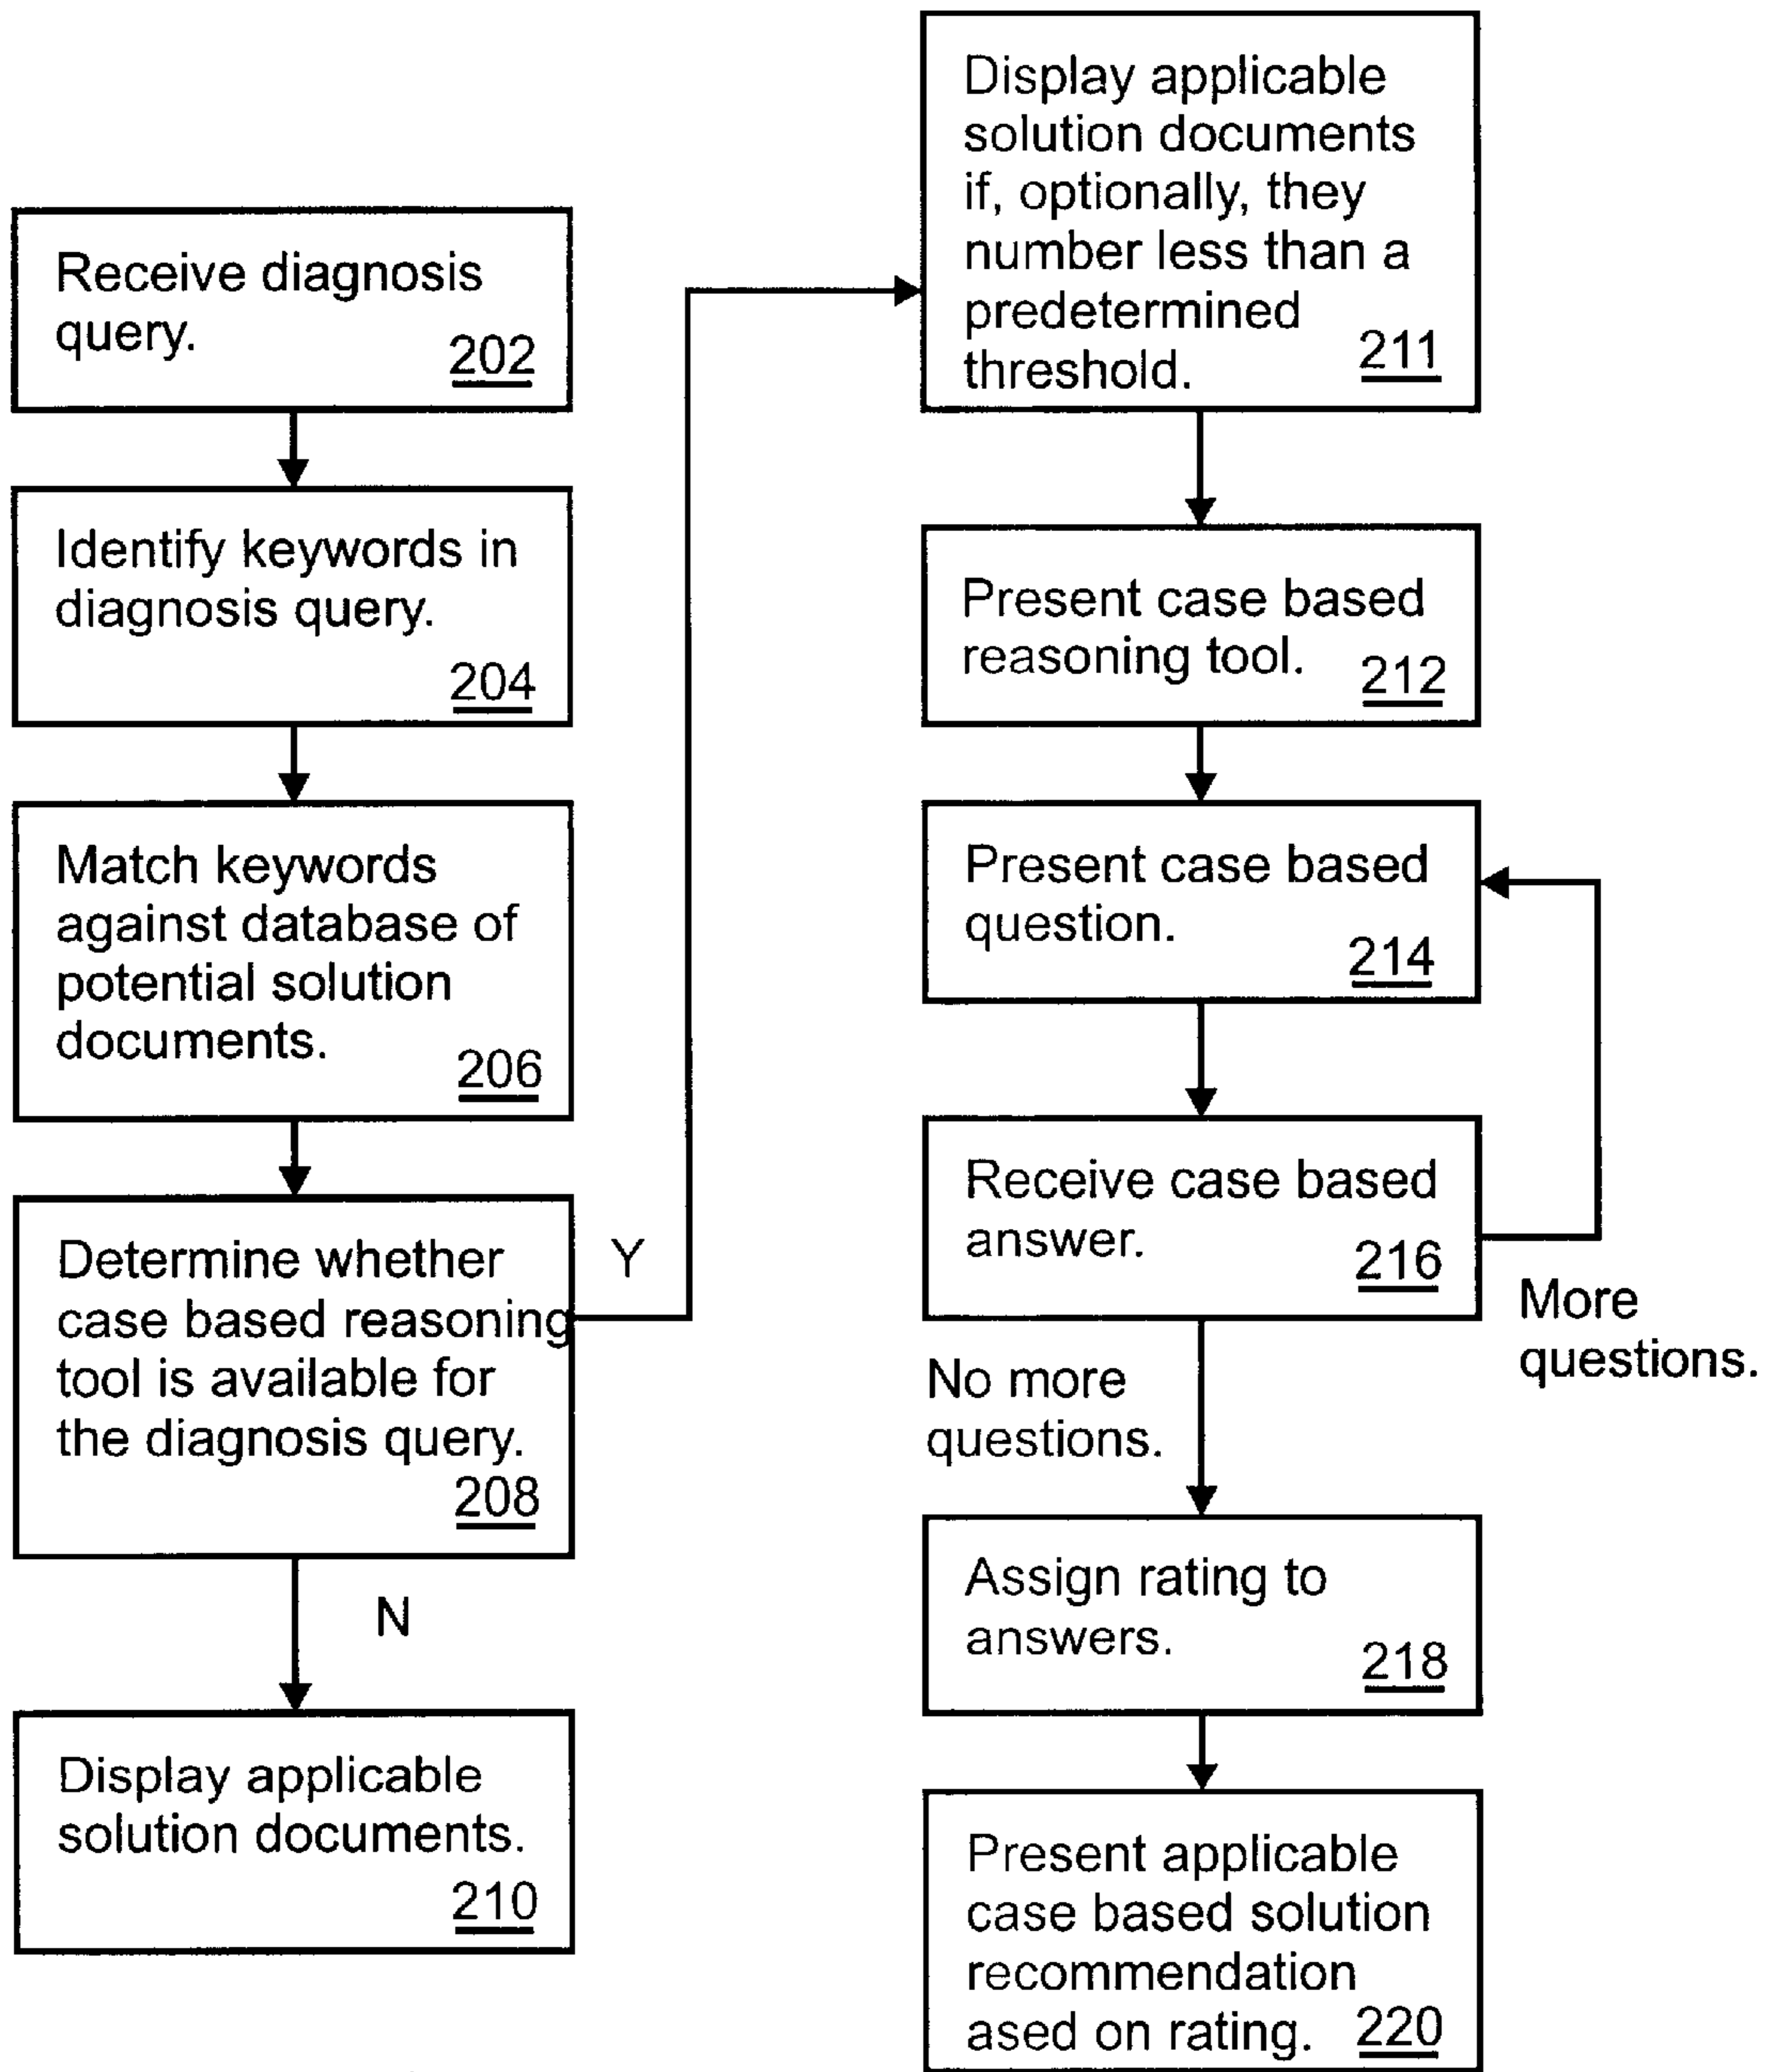 Receive diagnosis
query.
202
Identify keywords in
diagnosis query.
204
Match keywords
against database of
potential solution
documents.
206
Determine whether
case based reasoning
tool is available for
the diagnosis query.
208
Y
N
Display applicable
solution documents.
210
Display applicable
solution documents
if, optionally, they
number less than a
predetermined
threshold.
211
Present case based
reasoning tool.
212
Present case based
question.
214
Receive case based
answer.
216
More
questions.
No more
questions.
Assign rating to
answers.
218
Present applicable
case based solution
recommendation
ased on rating.
220